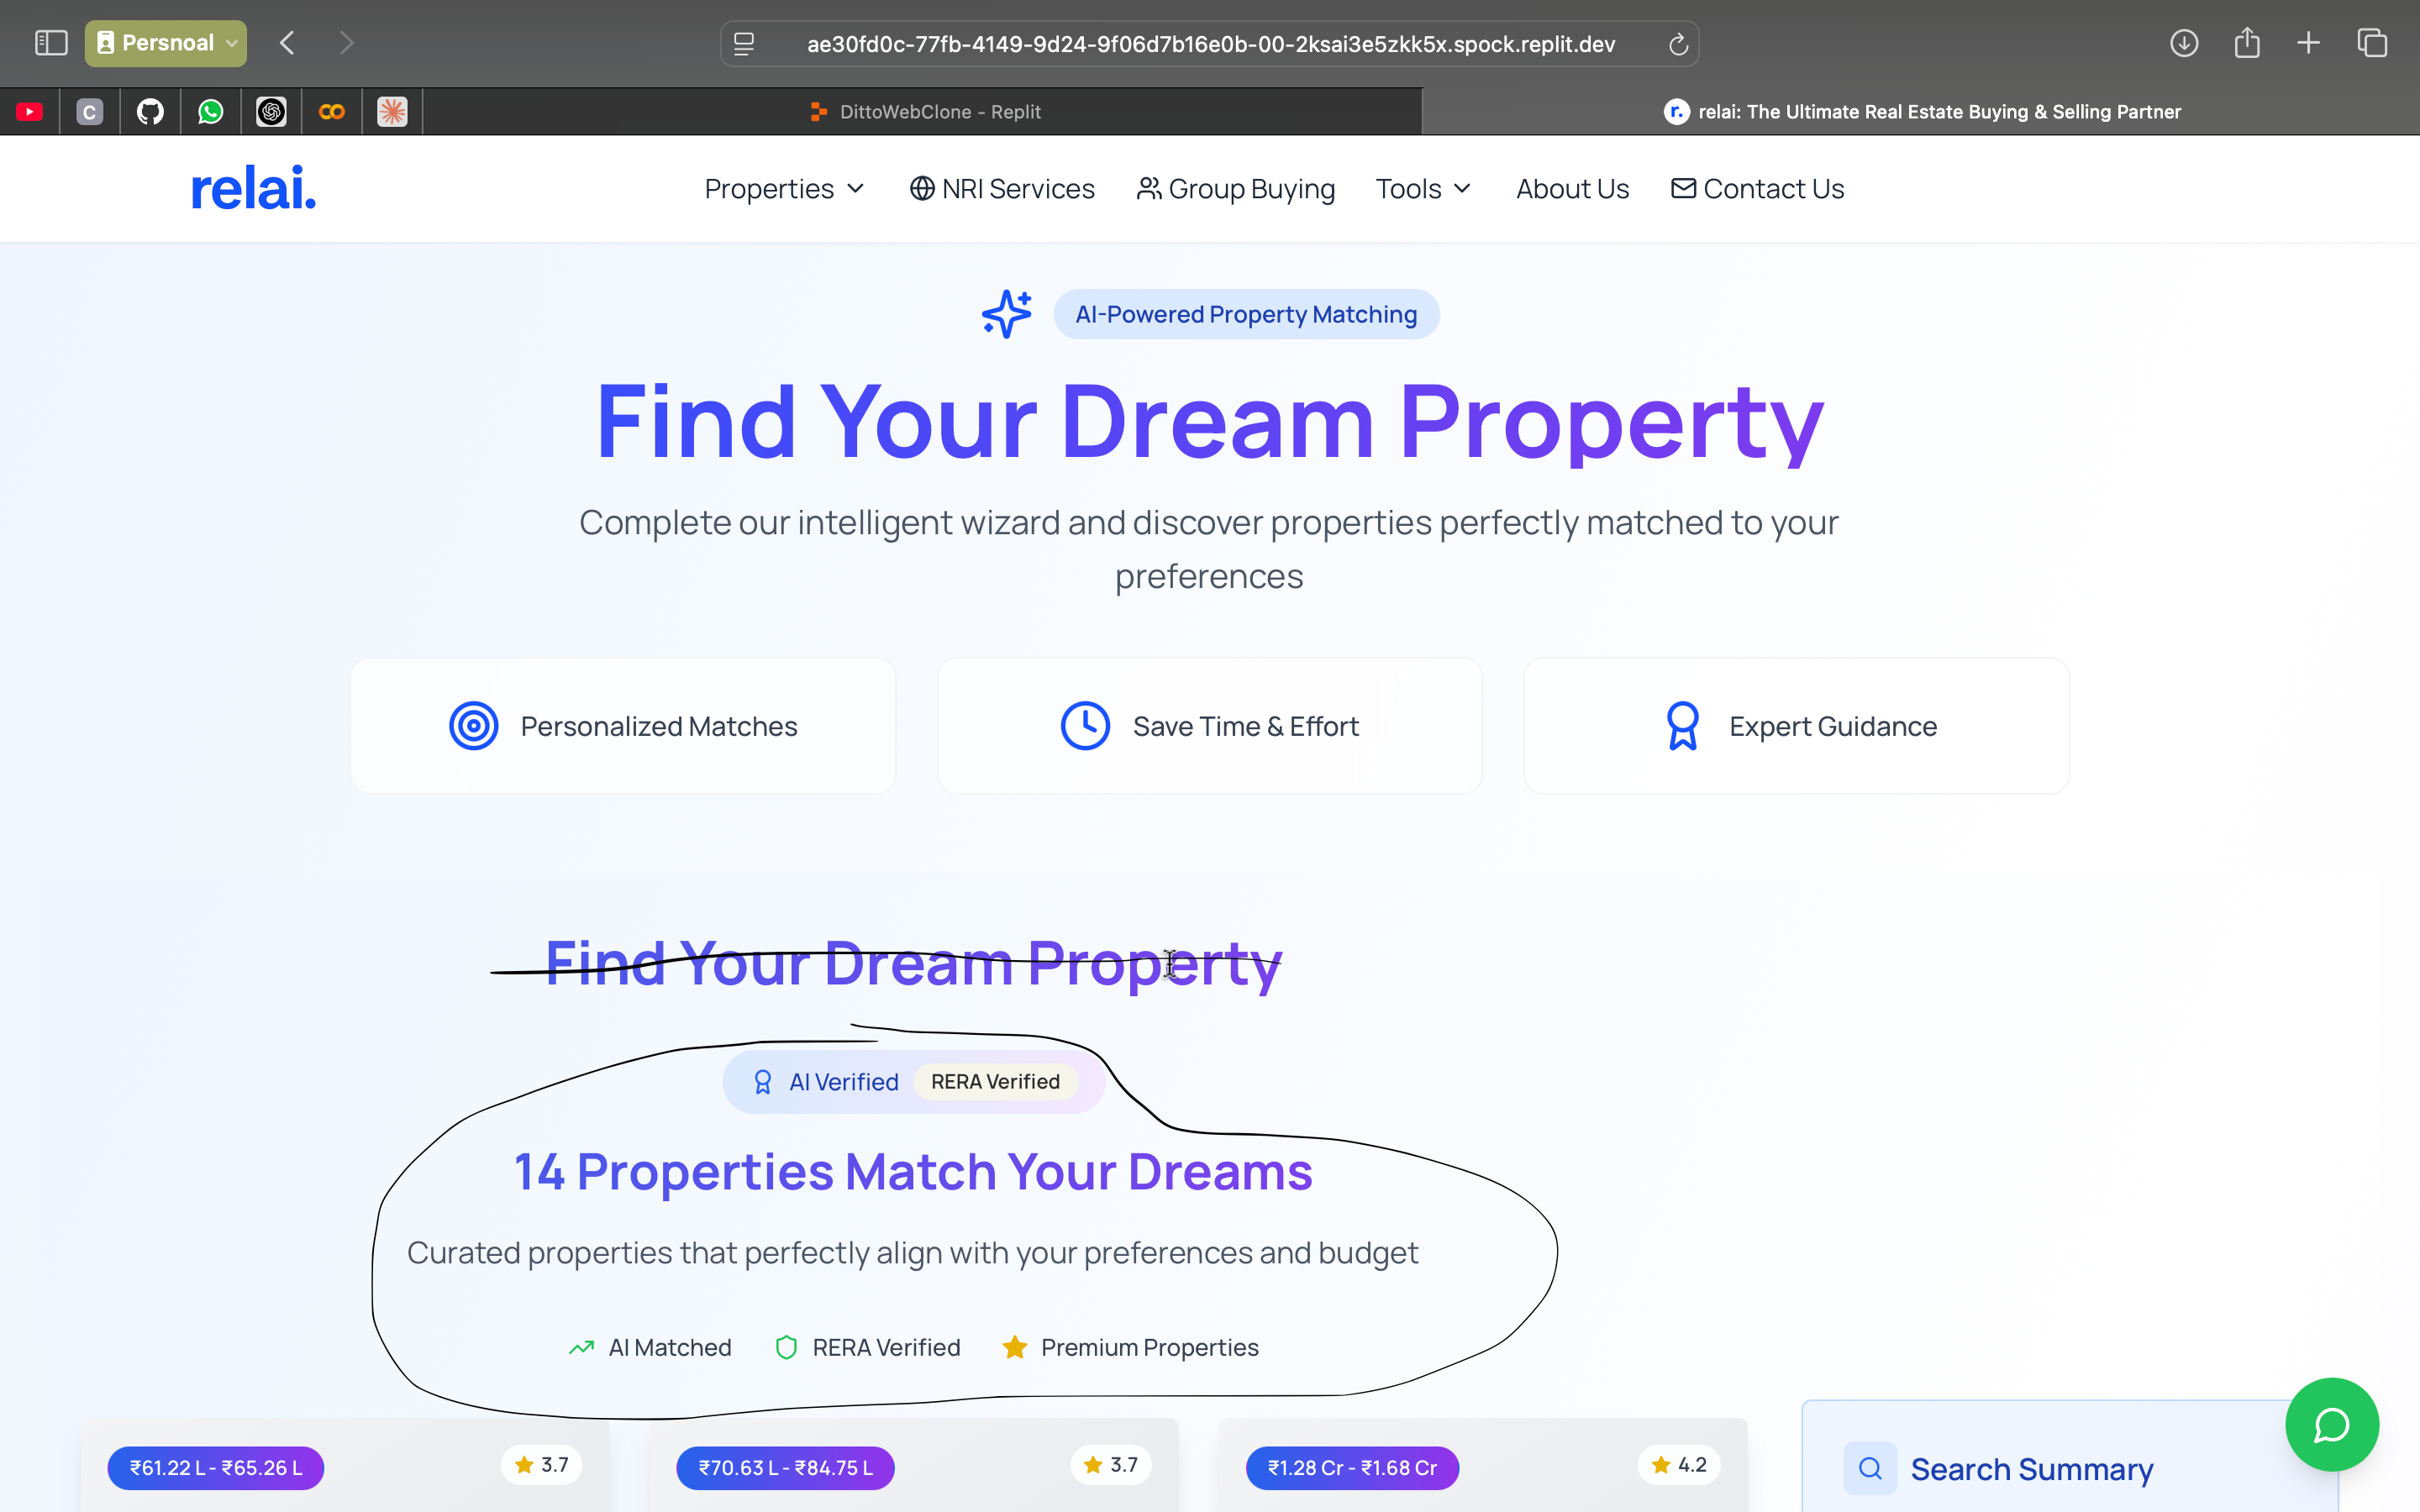 Persnoal
ae30fd0c-77fb-4149-9d24-9f06d7b16e0b-00-2ksai3e5zkk5x.spock.replit.dev
C
DittoWebClone - Replit
r. relai: The Ultimate Real Estate Buying & Selling Partner
relai. Properties NRI Services Group Buying Tools About Us Contact Us
AI-Powered Property Matching
Find Your Dream Property
Complete our intelligent wizard and discover properties perfectly matched to your
preferences
Personalized Matches Save Time & Effort Expert Guidance
Find Your Dream Property
AI Verified RERA Verified
14 Properties Match Your Dreams
Curated properties that perfectly align with your preferences and budget
AI Matched RERA Verified Premium Properties
₹61.22 L - ₹65.26 L 3.7 ₹70.63 L - ₹84.75 L 3.7 ₹1.28 Cr - ₹1.68 Cr 4.2
Search Summary